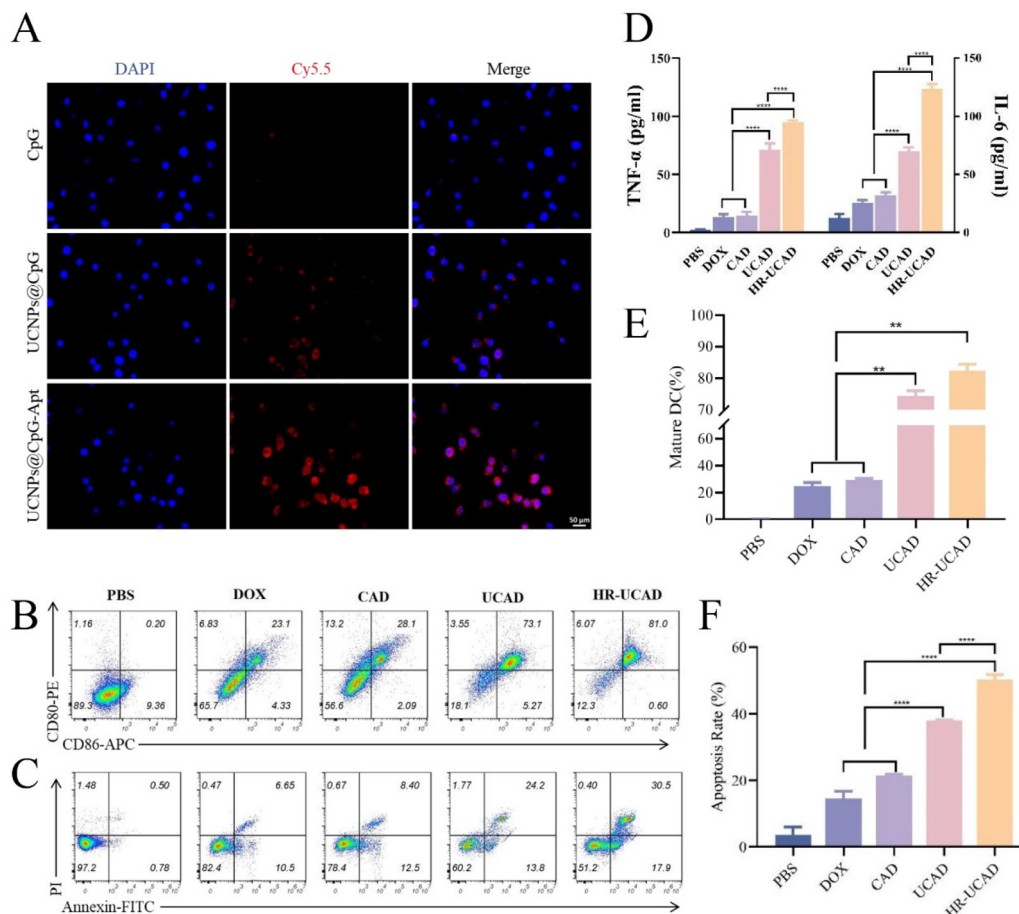 A
DAPI
Cy5.5
Merge
CpG
UCNPs@CpG
UCNPs@CpG-Apt
50 μm
D
TNF-α (pg/ml)
150
100
50
0
****
****
****
****
****
****
150
100
50
0
IL-6 (pg/ml)
PBS
DOX
CAD
UCAD
HR-UCAD
PBS
DOX
CAD
UCAD
HR-UCAD
E
Mature DC(%)
100
90
80
70
60
40
20
0
**
**
PBS
DOX
CAD
UCAD
HR-UCAD
B
PBS
DOX
CAD
UCAD
HR-UCAD
CD80-PE
1.16 0.20
89.3 9.36
6.83 23.1
65.7 4.33
13.2 28.1
56.6 2.09
3.55 73.1
18.1 5.27
6.07 81.0
12.3 0.60
CD86-APC
C
PI
1.48 0.50
97.2 0.78
0.47 6.65
82.4 10.5
0.67 8.40
78.4 12.5
1.77 24.2
60.2 13.8
0.40 30.5
51.2 17.9
Annexin-FITC
F
Apoptosis Rate (%)
60
40
20
0
****
****
****
PBS
DOX
CAD
UCAD
HR-UCAD